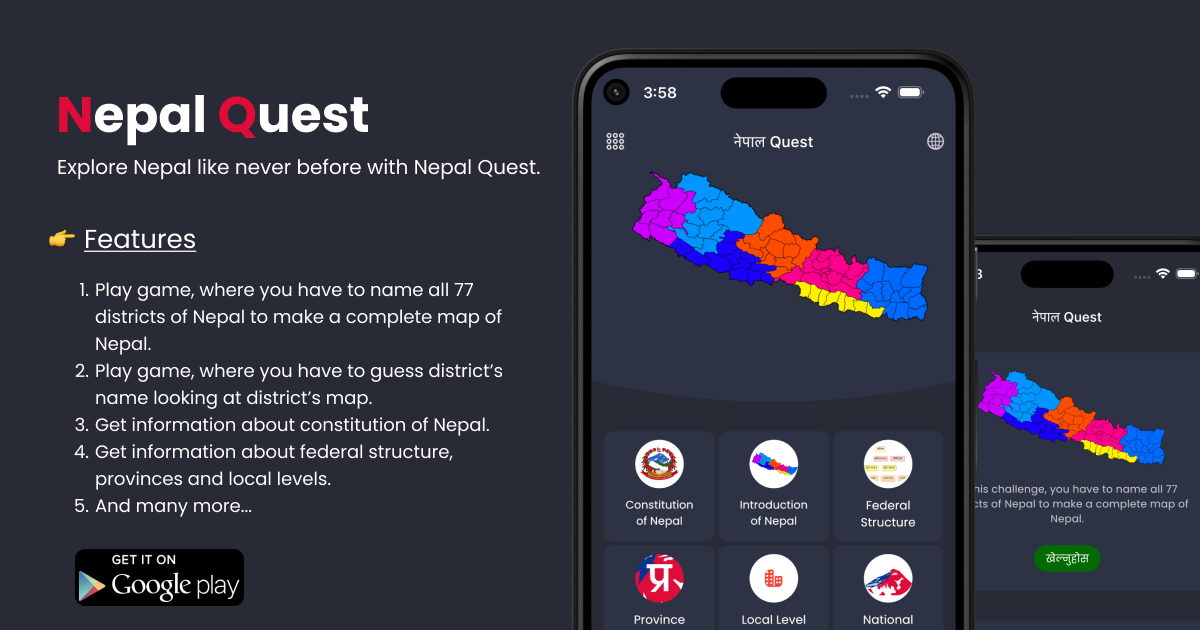 Nepal Quest
Explore Nepal like never before with Nepal Quest.
👉 Features
1. Play game, where you have to name all 77
districts of Nepal to make a complete map of
Nepal.
2. Play game, where you have to guess district’s
name looking at district’s map.
3. Get information about constitution of Nepal.
4. Get information about federal structure,
provinces and local levels.
5. And many more...
GET IT ON
Google play
3:58
नेपाल Quest
Constitution
of Nepal
Introduction
of Nepal
Federal
Structure
प्र
Province
Local Level
National
नेपाल Quest
his challenge, you have to name all 77
cts of Nepal to make a complete map of
Nepal.
खेल्नुहोस